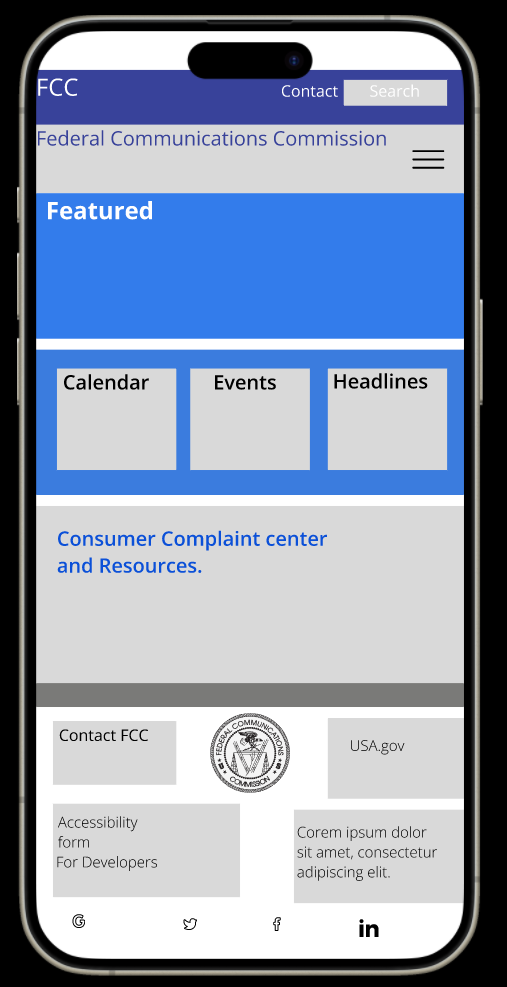 FCC
Contact
Search
Federal Communications Commission
Featured
Calendar
Events
Headlines
Consumer Complaint center
and Resources.
Contact FCC
FEDERAL COMMUNICATIONS
COMMISSION
USA.gov
Accessibility
form
For Developers
Corem ipsum dolor
sit amet, consectetur
adipiscing elit.
in